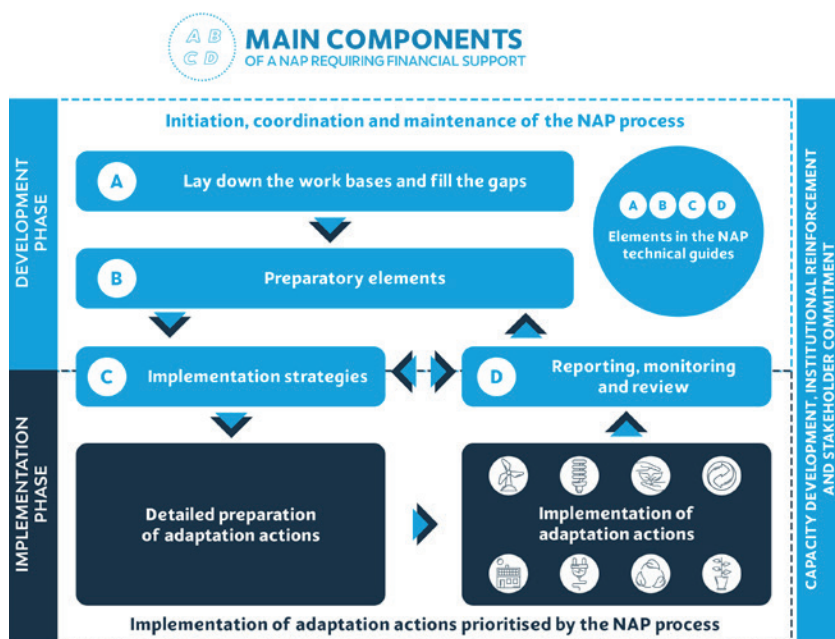 A B
C D
MAIN COMPONENTS
OF A NAP REQUIRING FINANCIAL SUPPORT
DEVELOPMENT
PHASE
Initiation, coordination and maintenance of the NAP process
A
Lay down the work bases and fill the gaps
A B C D
Elements in the NAP
technical guides
B
Preparatory elements
C
Implementation strategies
D
Reporting, monitoring
and review
IMPLEMENTATION
PHASE
Detailed preparation
of adaptation actions
Implementation of
adaptation actions
Implementation of adaptation actions prioritised by the NAP process
CAPACITY DEVELOPMENT, INSTITUTIONAL REINFORCEMENT
AND STAKEHOLDER COMMITMENT